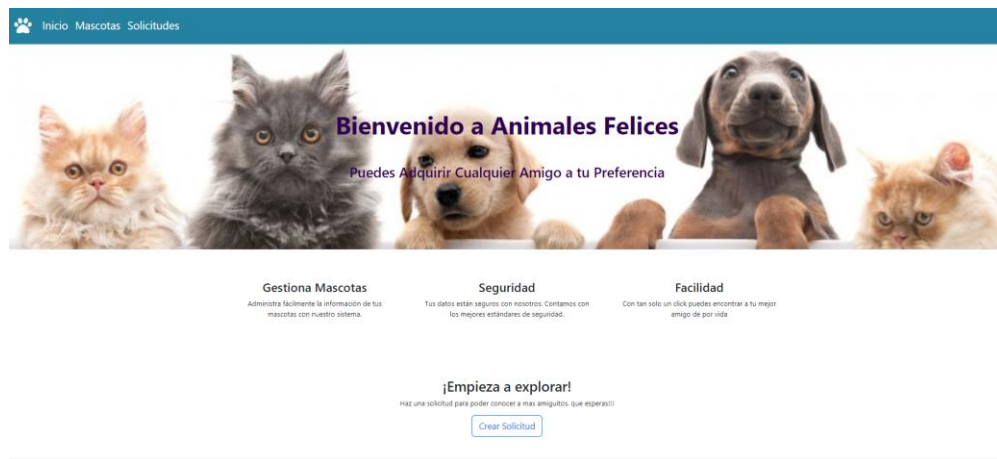 Inicio Mascotas Solicitudes
Bienvenido a Animales Felices
Puedes Adquirir Cualquier Amigo a tu Preferencia
Gestiona Mascotas
Administra fácilmente la información de tus
mascotas con nuestro sistema.
Seguridad
Tus datos están seguros con nosotros. Contamos con
los mejores estándares de seguridad.
Facilidad
Con tan solo un click puedes encontrar a tu mejor
amigo de por vida
¡Empieza a explorar!
Haz una solicitud para poder conocer a mas amiguitos. que esperas!!!
Crear Solicitud